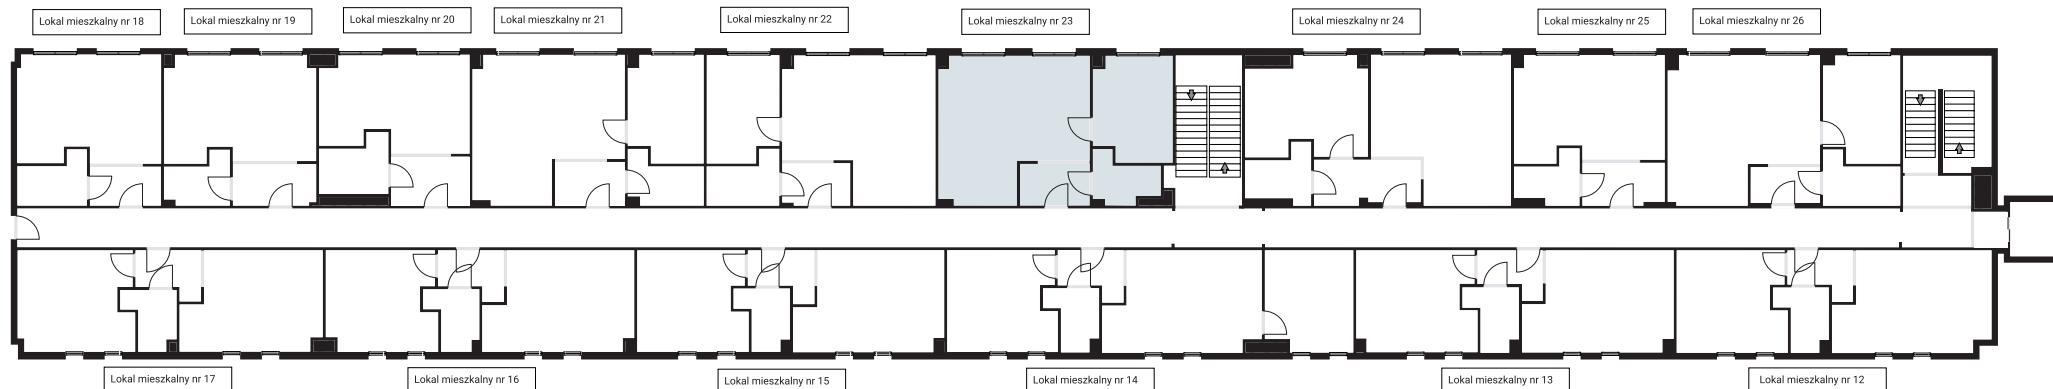 Lokal mieszkalny nr 18
Lokal mieszkalny nr 19
Lokal mieszkalny nr 20
Lokal mieszkalny nr 21
Lokal mieszkalny nr 22
Lokal mieszkalny nr 23
Lokal mieszkalny nr 24
Lokal mieszkalny nr 25
Lokal mieszkalny nr 26
Lokal mieszkalny nr 17
Lokal mieszkalny nr 16
Lokal mieszkalny nr 15
Lokal mieszkalny nr 14
Lokal mieszkalny nr 13
Lokal mieszkalny nr 12